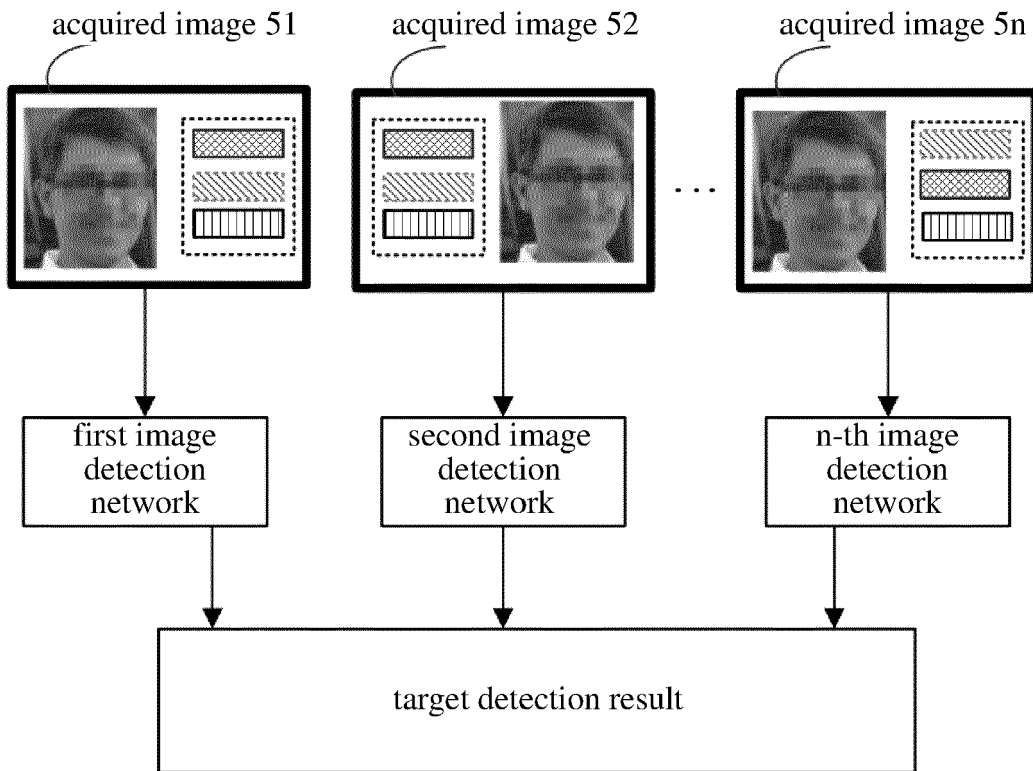 acquired image 51
acquired image 52
acquired image 5n
. . .
first image
detection
network
second image
detection
network
n-th image
detection
network
target detection result